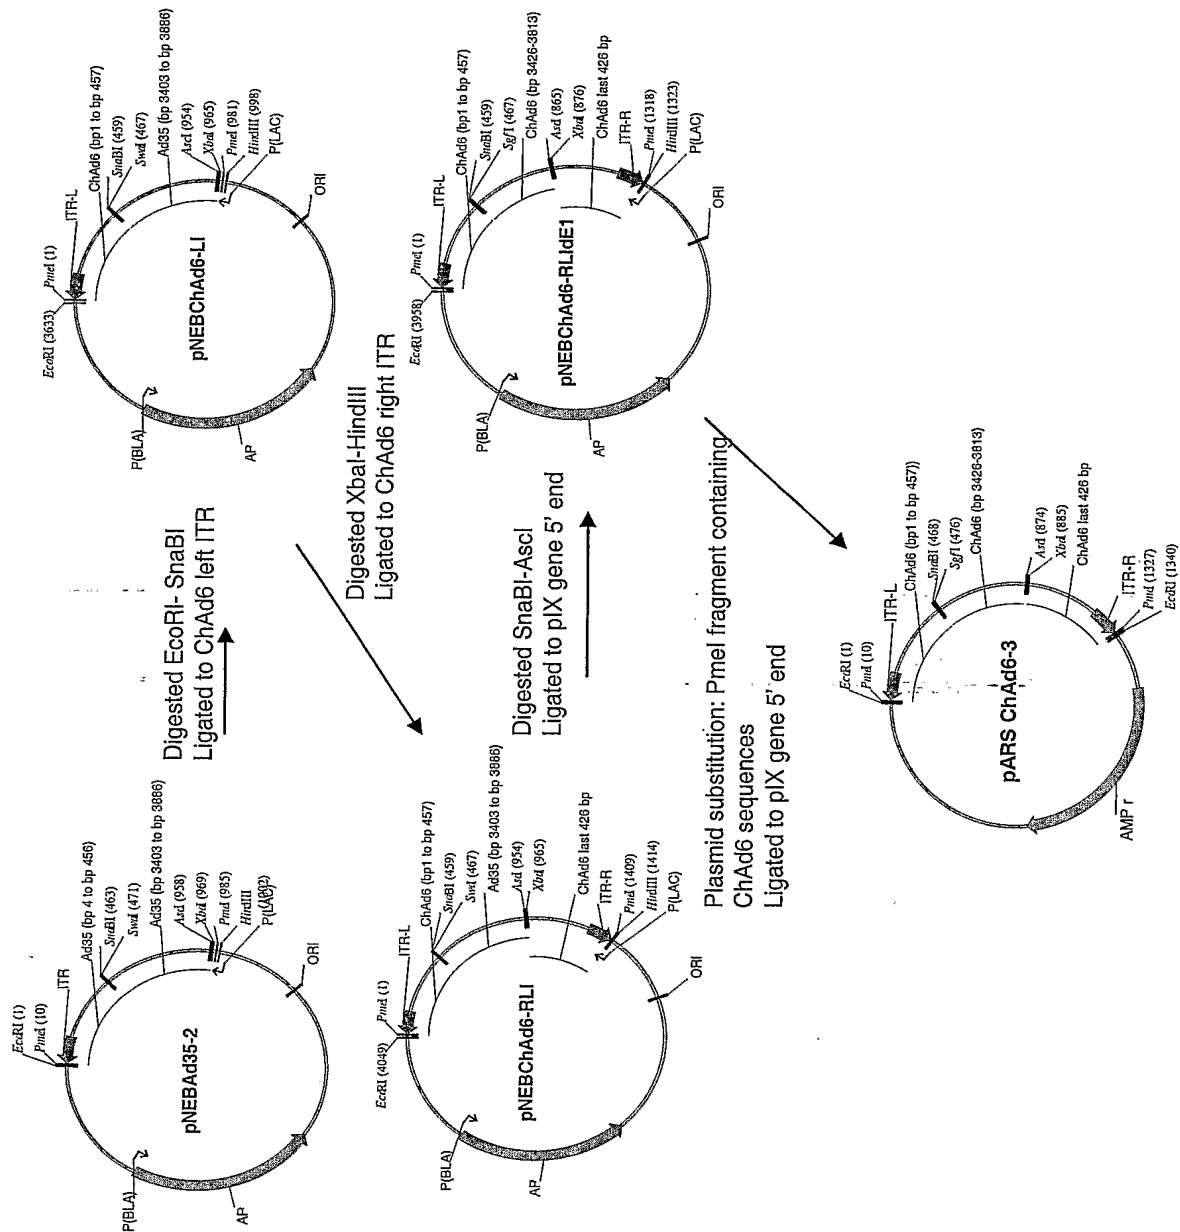 EcoRI (1)
PmeI (10)
ITR
Ad35 (bp 4 to bp 456)
SnaBI (463)
SwaI (471)
Ad35 (bp 3403 to bp 3886)
AscI (958)
XbaI (969)
PmeI (985)
HindIII
P(LAC)
ORI
P(BLA)
AP
pNEBAd35-2
Digested EcoRI- SnaBI
Ligated to ChAd6 left ITR
EcoRI (3633)
PmeI (1)
ITR-L
ChAd6 (bp1 to bp 457)
SnaBI (459)
SwaI (467)
Ad35 (bp 3403 to bp 3886)
AscI (954)
XbaI (965)
PmeI (981)
HindIII (998)
P(LAC)
ORI
P(BLA)
AP
pNEBChAd6-LI
Digested XbaI-HindIII
Ligated to ChAd6 right ITR
EcoRI (4049)
PmeI (1)
ITR-L
ChAd6 (bp1 to bp 457)
SnaBI (459)
SwaI (467)
Ad35 (bp 3403 to bp 3886)
AscI (954)
XbaI (965)
ChAd6 last 426 bp
ITR-R
PmeI (1409)
HindIII (1414)
P(LAC)
ORI
P(BLA)
AP
pNEBChAd6-RLI
Digested SnaBI-AscI
Ligated to pIX gene 5' end
EcoRI (3958)
PmeI (1)
ITR-L
ChAd6 (bp1 to bp 457)
SnaBI (459)
SgfI (467)
ChAd6 (bp 3426-3813)
AscI (865)
XbaI (876)
ChAd6 last 426 bp
ITR-R
PmeI (1318)
HindIII (1323)
P(LAC)
ORI
P(BLA)
AP
pNEBChAd6-RLIdE1
Plasmid substitution: PmeI fragment containing
ChAd6 sequences
Ligated to pIX gene 5' end
EcoRI (1)
PmeI (10)
ITR-L
ChAd6 (bp1 to bp 457))
SnaBI (468)
SgfI (476)
ChAd6 (bp 3426-3813)
AscI (874)
XbaI (885)
ChAd6 last 426 bp
ITR-R
PmeI (1327)
EcoRI (1340)
AMP r
pARS ChAd6-3